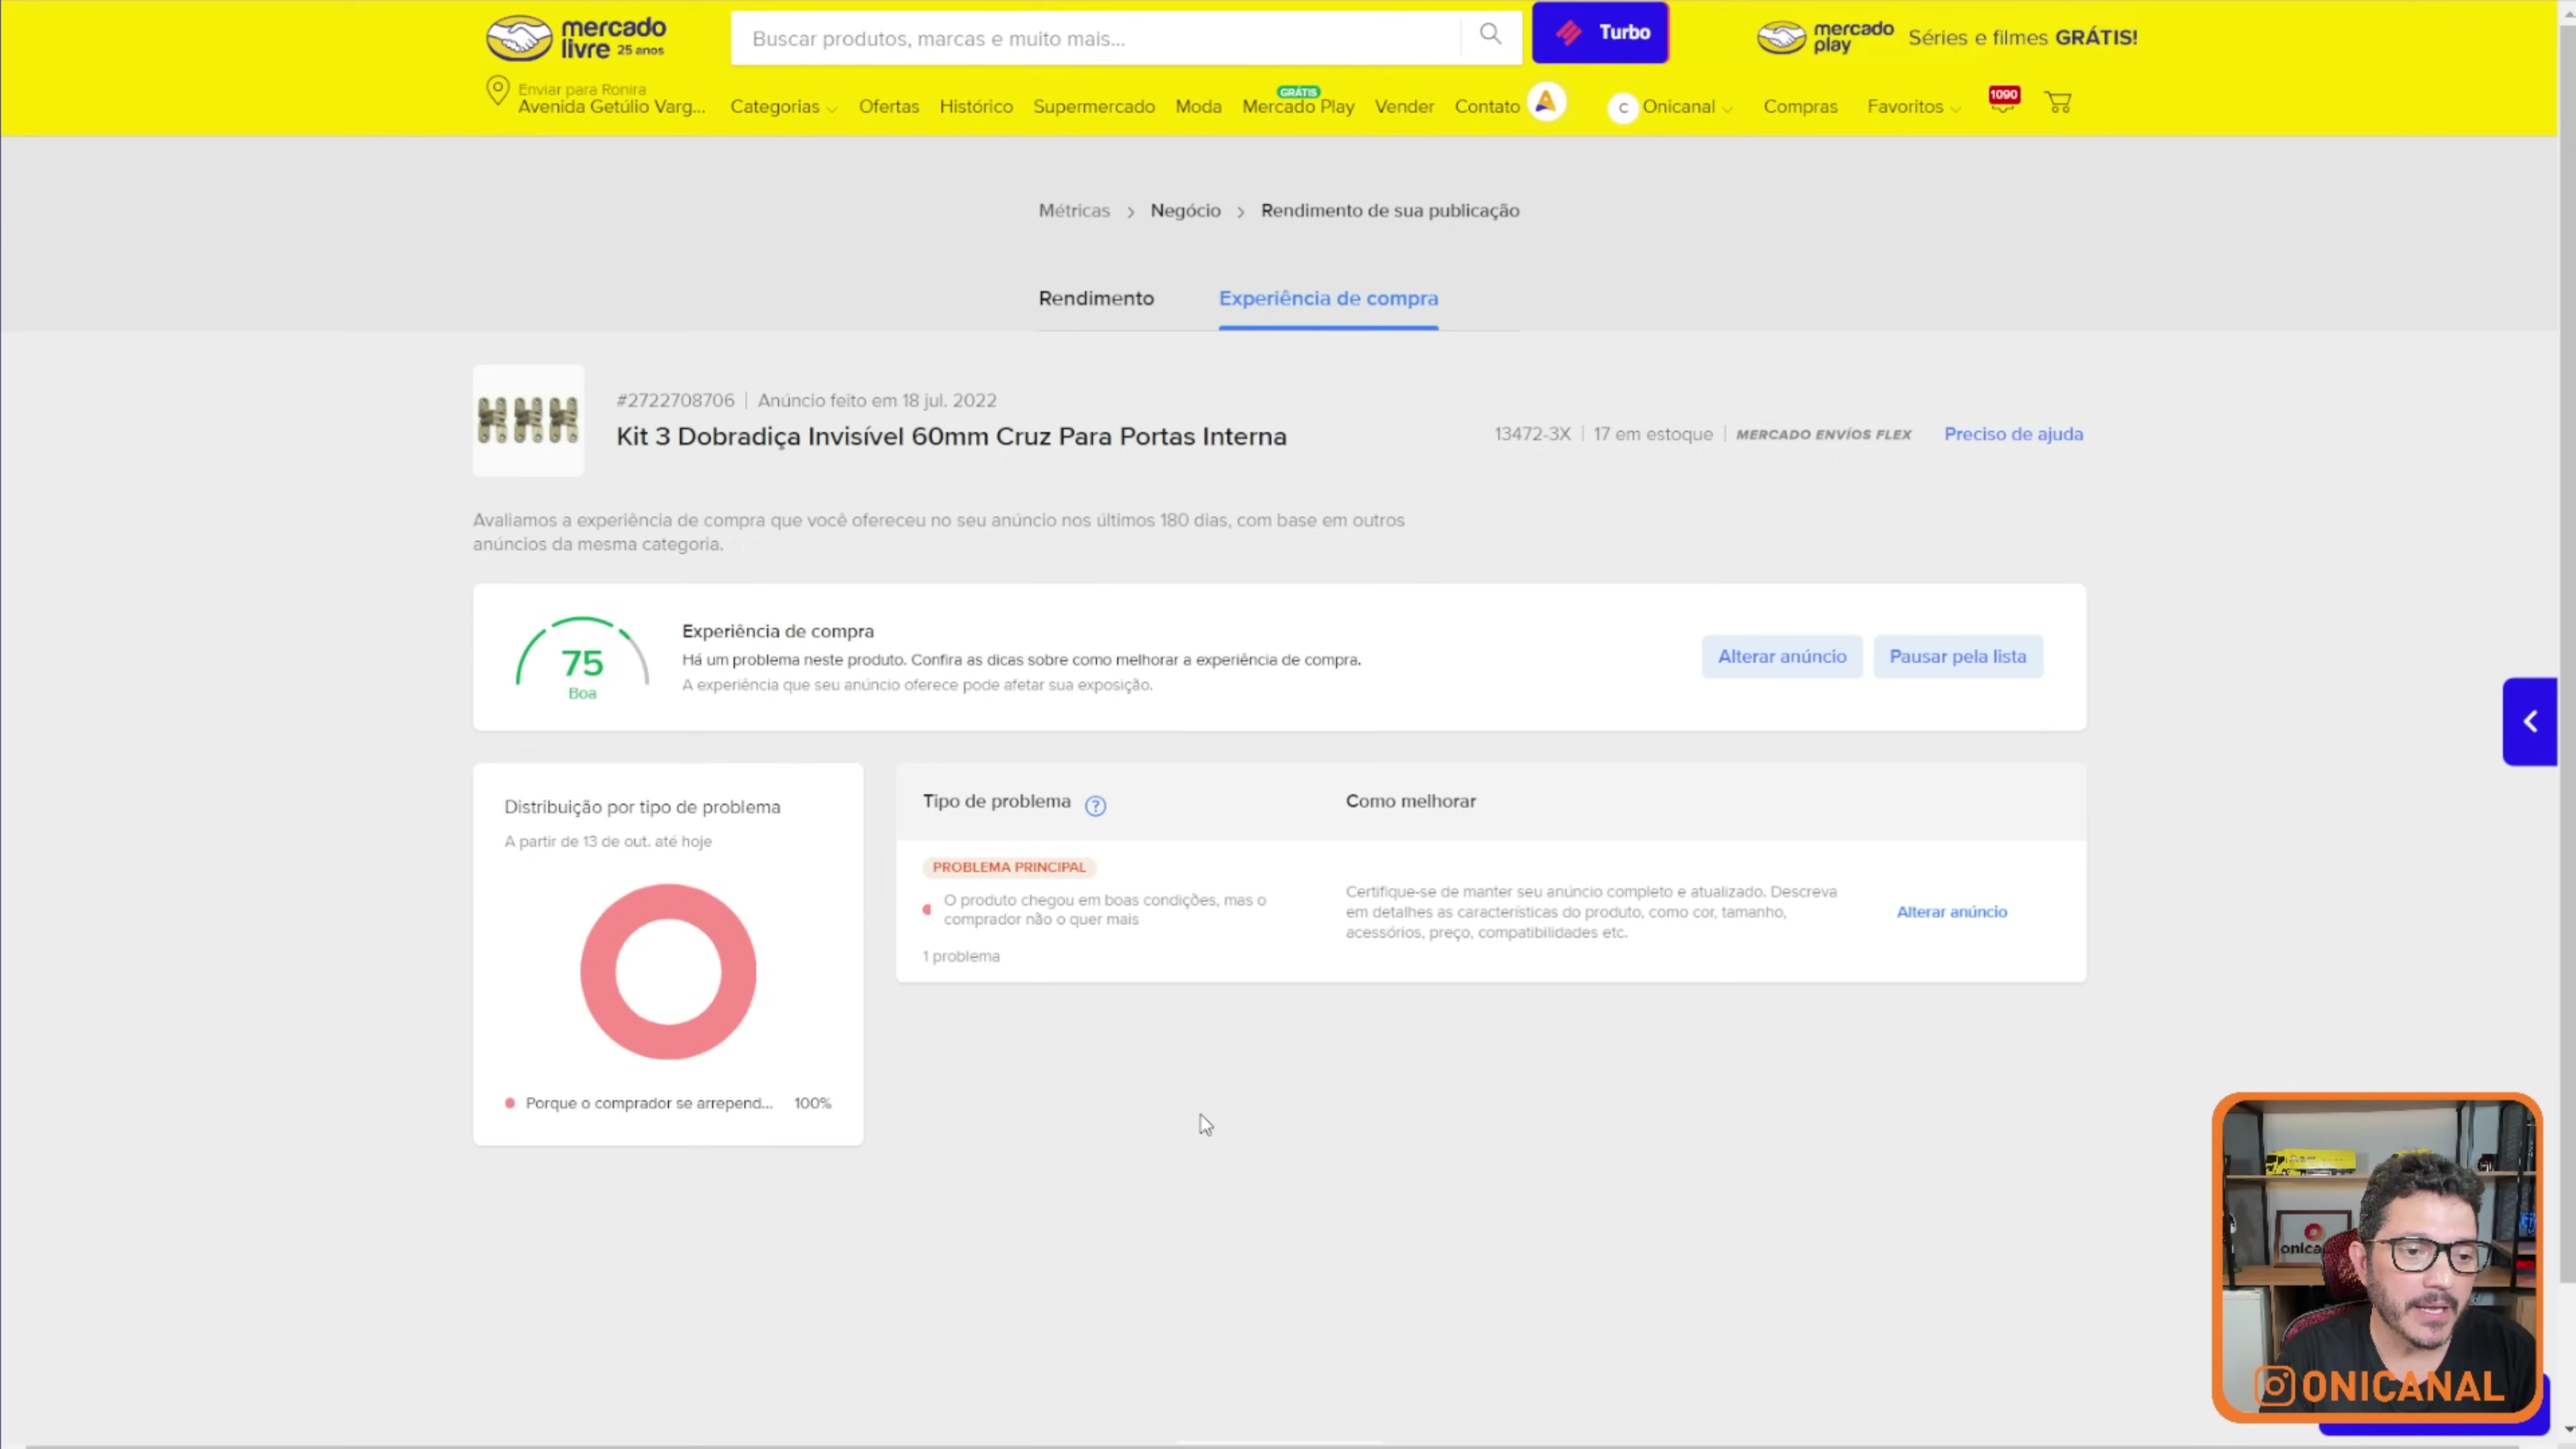 mercado
livre 25 anos
Buscar produtos, marcas e muito mais...
Turbo
mercado
play
Séries e filmes GRÁTIS!
Enviar para Ronira
Avenida Getúlio Varg...
Categorias
Ofertas
Histórico
Supermercado
Moda
GRÁTIS
Mercado Play
Vender
Contato
C
Onicanal
Compras
Favoritos
1090
Métricas > Negócio > Rendimento de sua publicação
Rendimento
Experiência de compra
#2722708706 | Anúncio feito em 18 jul. 2022
Kit 3 Dobradiça Invisível 60mm Cruz Para Portas Interna
13472-3X | 17 em estoque | MERCADO ENVÍOS FLEX
Preciso de ajuda
Avaliamos a experiência de compra que você ofereceu no seu anúncio nos últimos 180 dias, com base em outros
anúncios da mesma categoria.
75
Boa
Experiência de compra
Há um problema neste produto. Confira as dicas sobre como melhorar a experiência de compra.
A experiência que seu anúncio oferece pode afetar sua exposição.
Alterar anúncio
Pausar pela lista
Distribuição por tipo de problema
A partir de 13 de out. até hoje
Porque o comprador se arrepend... 100%
Tipo de problema ?
Como melhorar
PROBLEMA PRINCIPAL
O produto chegou em boas condições, mas o
comprador não o quer mais
1 problema
Certifique-se de manter seu anúncio completo e atualizado. Descreva
em detalhes as características do produto, como cor, tamanho,
acessórios, preço, compatibilidades etc.
Alterar anúncio
onica
ONICANAL